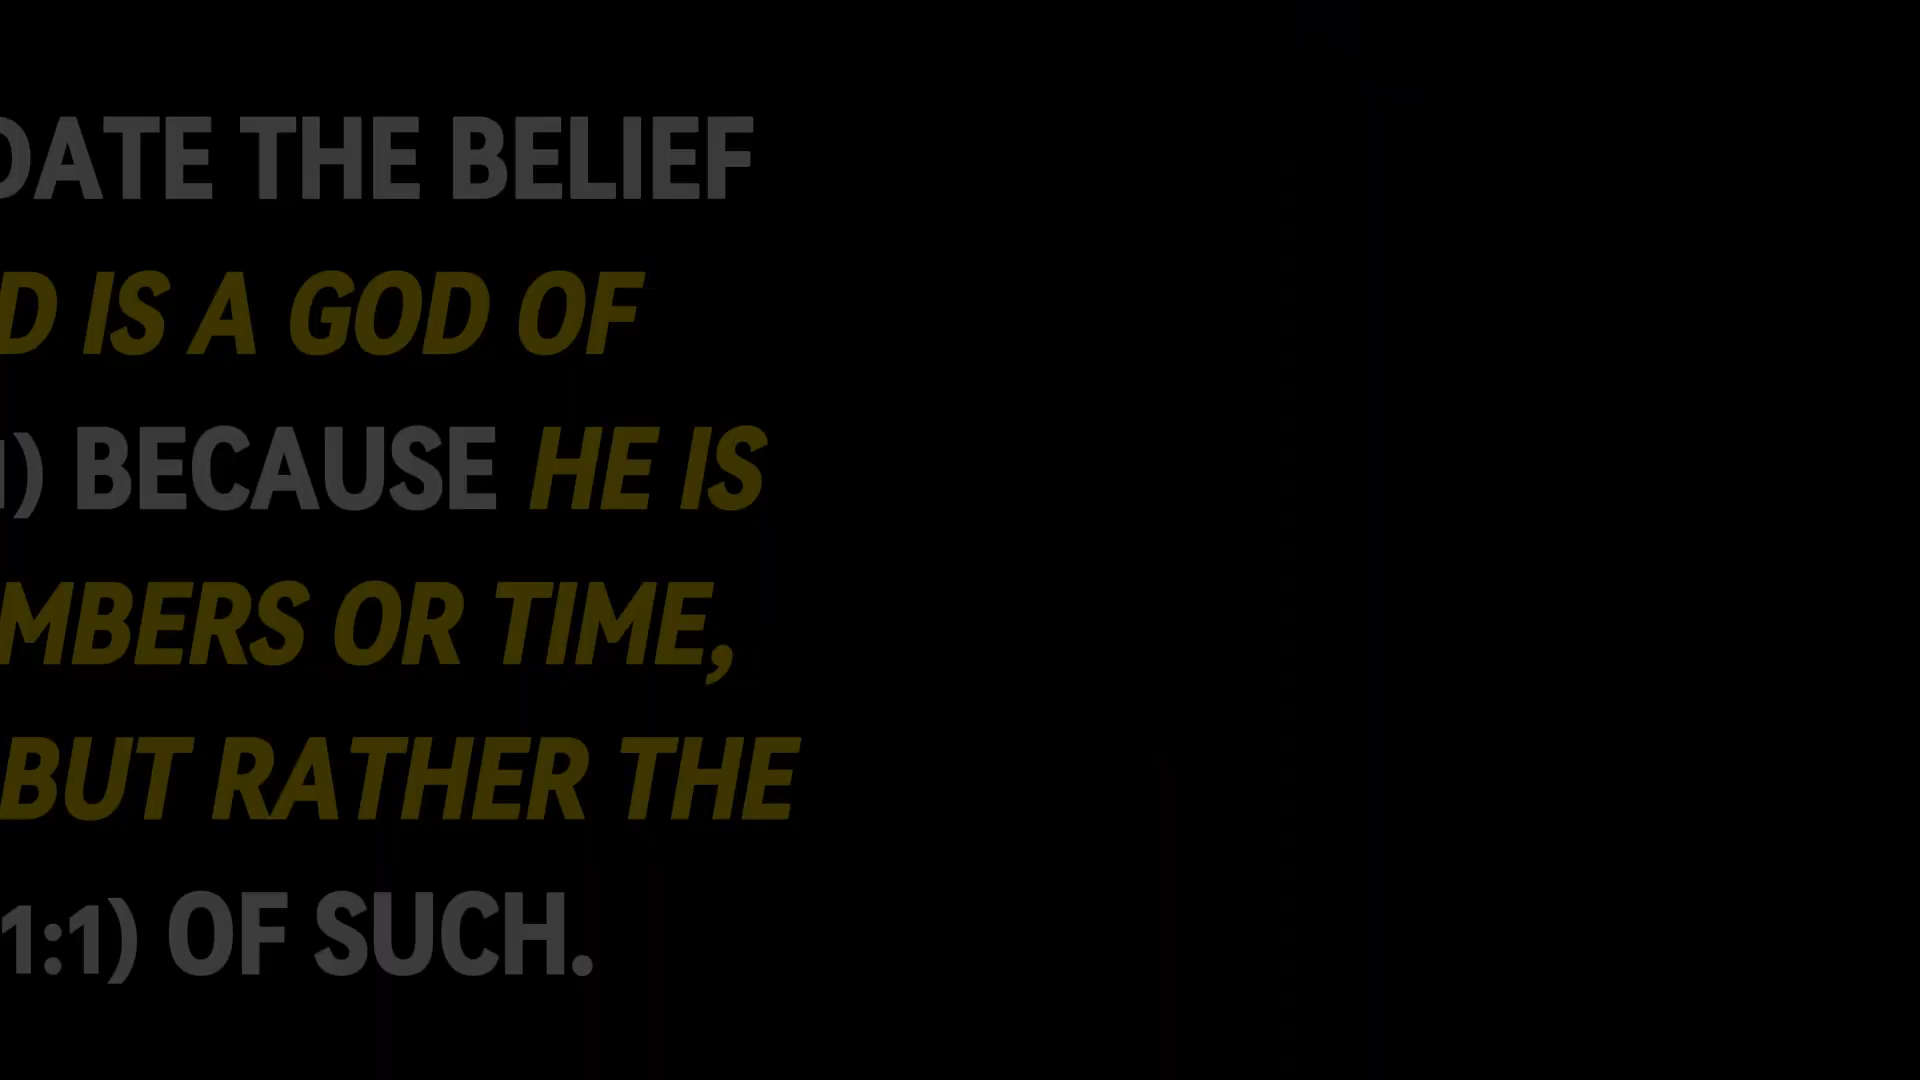 DATE THE BELIEF
D IS A GOD OF
1) BECAUSE HE IS
MBERS OR TIME,
BUT RATHER THE
1:1) OF SUCH.